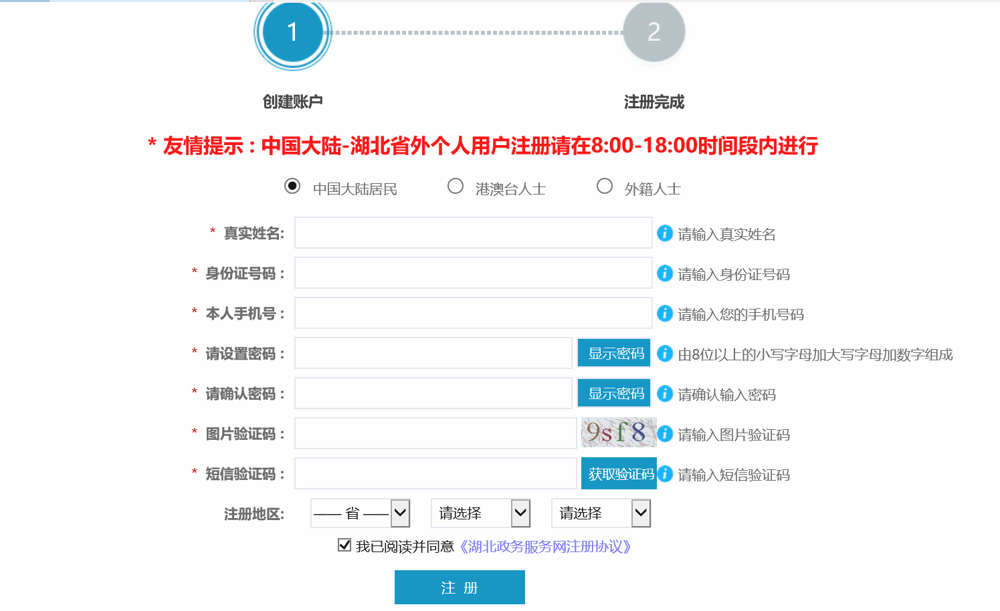 1 2
创建账户 注册完成
* 友情提示：中国大陆-湖北省外个人用户注册请在8:00-18:00时间段内进行
中国大陆居民 港澳台人士 外籍人士
* 真实姓名: i 请输入真实姓名
* 身份证号码： i 请输入身份证号码
* 本人手机号： i 请输入您的手机号码
* 请设置密码： 显示密码 i 由8位以上的小写字母加大写字母加数字组成
* 请确认密码： 显示密码 i 请确认输入密码
* 图片验证码： 9sf8 i 请输入图片验证码
* 短信验证码： 获取验证码 i 请输入短信验证码
注册地区: —— 省 —— 请选择 请选择
我已阅读并同意《湖北政务服务网注册协议》
注 册